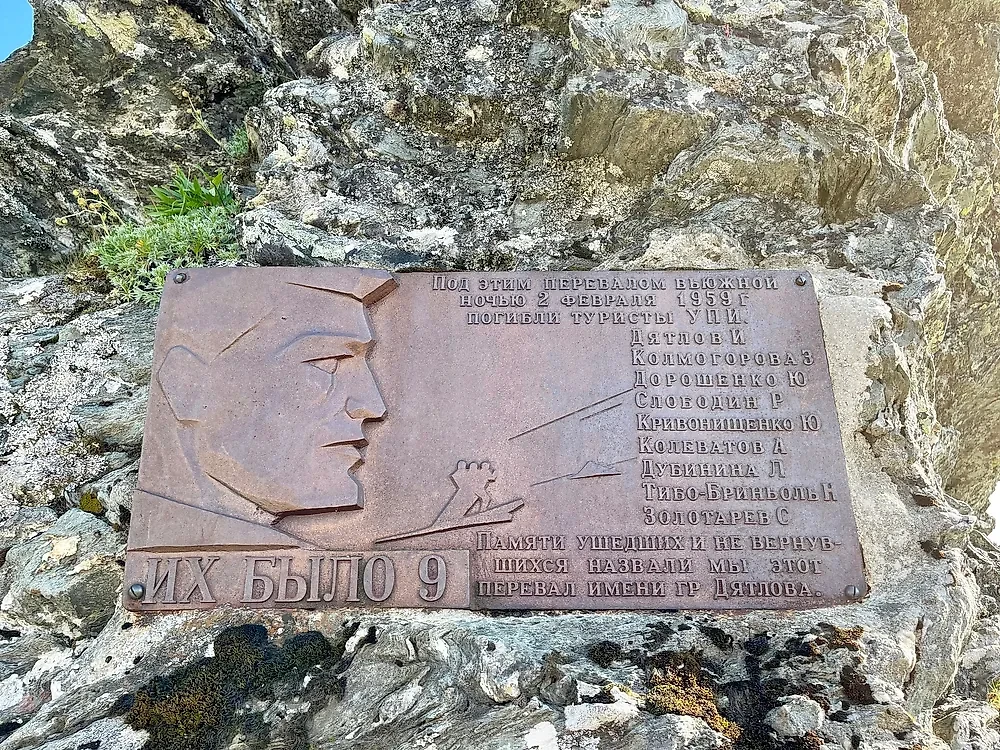 Под этим перевалом вьюжной
ночью 2 февраля 1959 г
погибли туристы УПИ.
Дятлов И
Колмогорова З
Дорошенко Ю
Слободин Р
Кривонищенко Ю
Колеватов А
Дубинина Л
Тибо-Бриньоль Н
Золотарев С
Памяти ушедших и не вернув-
шихся назвали мы этот
перевал имени гр Дятлова.
ИХ БЫЛО 9